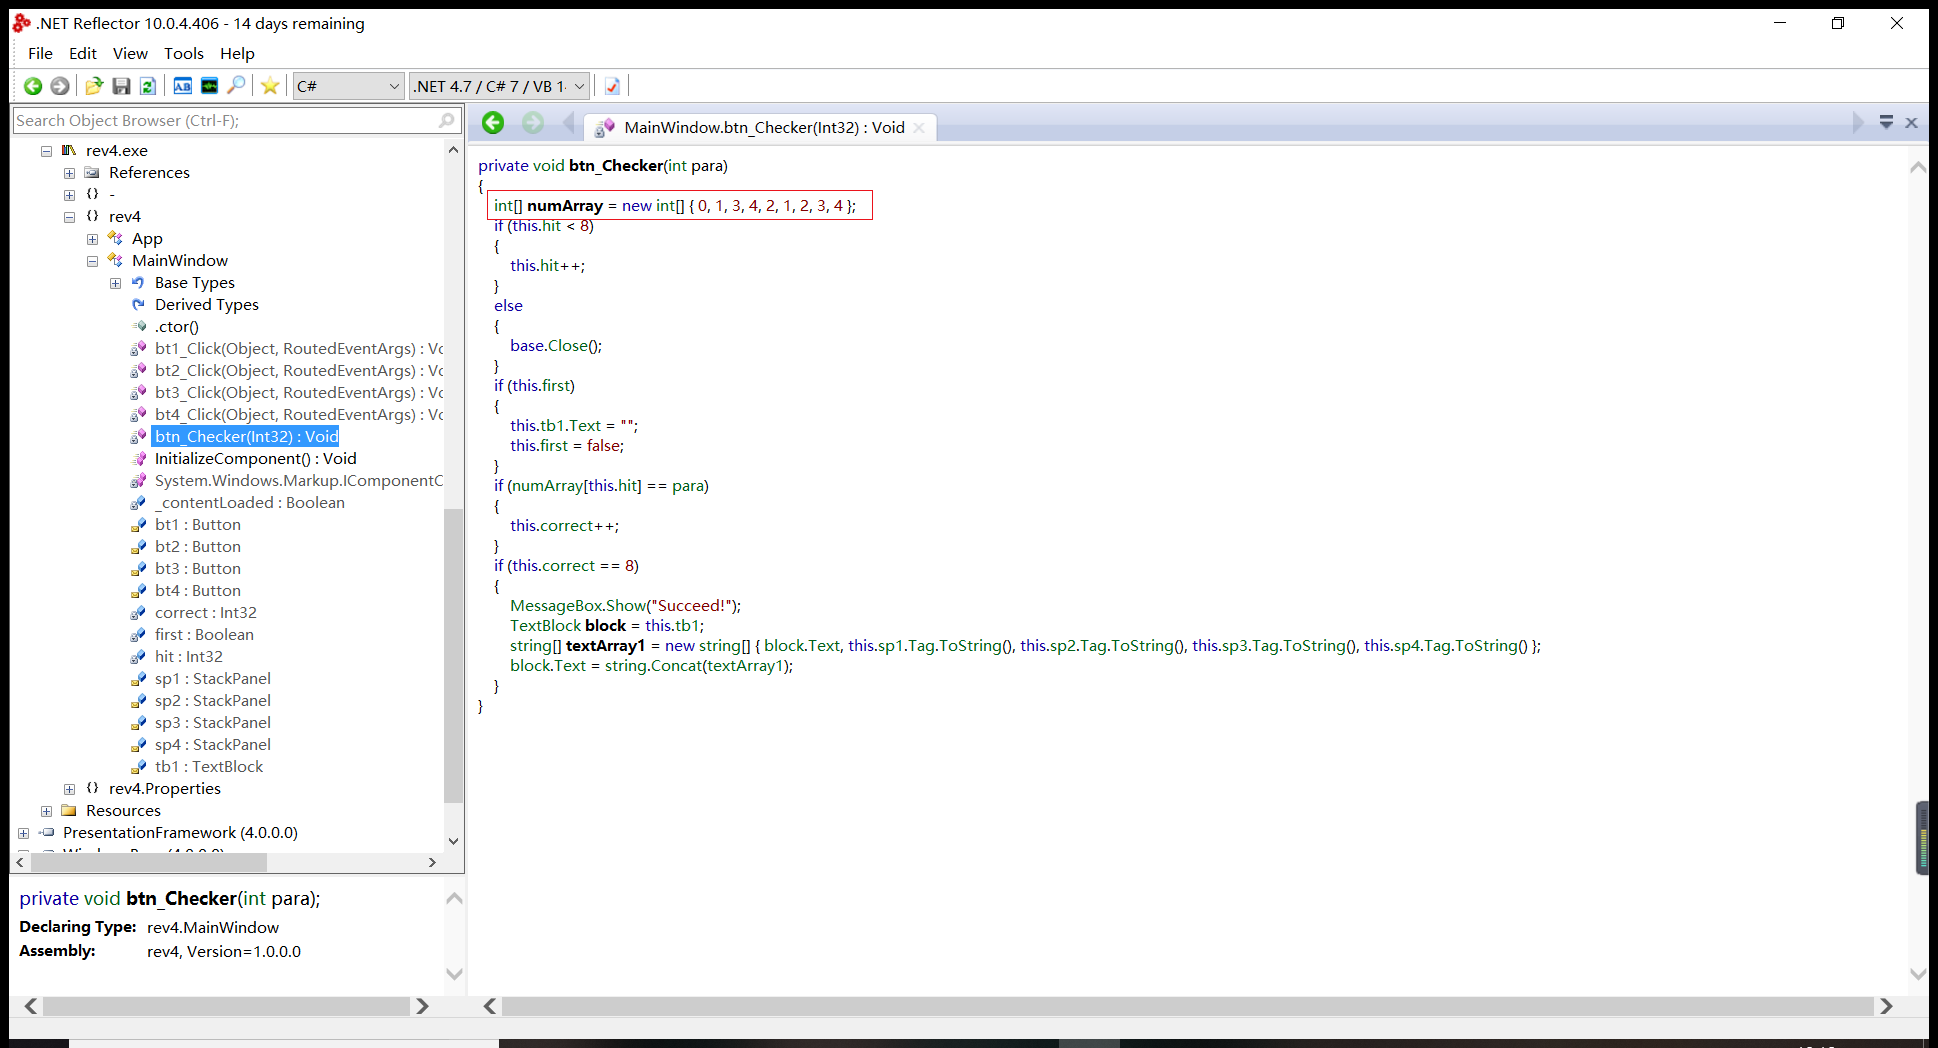 .NET Reflector 10.0.4.406 - 14 days remaining
File Edit View Tools Help
C# .NET 4.7 / C# 7 / VB 1
Search Object Browser (Ctrl-F);
rev4.exe
References
{} -
{} rev4
App
MainWindow
Base Types
Derived Types
.ctor()
bt1_Click(Object, RoutedEventArgs) : Vo
bt2_Click(Object, RoutedEventArgs) : Vo
bt3_Click(Object, RoutedEventArgs) : Vo
bt4_Click(Object, RoutedEventArgs) : Vo
btn_Checker(Int32) : Void
InitializeComponent() : Void
System.Windows.Markup.IComponentC
_contentLoaded : Boolean
bt1 : Button
bt2 : Button
bt3 : Button
bt4 : Button
correct : Int32
first : Boolean
hit : Int32
sp1 : StackPanel
sp2 : StackPanel
sp3 : StackPanel
sp4 : StackPanel
tb1 : TextBlock
{} rev4.Properties
Resources
PresentationFramework (4.0.0.0)
private void btn_Checker(int para);
Declaring Type: rev4.MainWindow
Assembly: rev4, Version=1.0.0.0
MainWindow.btn_Checker(Int32) : Void
private void btn_Checker(int para)
{
int[] numArray = new int[] { 0, 1, 3, 4, 2, 1, 2, 3, 4 };
if (this.hit < 8)
{
this.hit++;
}
else
{
base.Close();
}
if (this.first)
{
this.tb1.Text = "";
this.first = false;
}
if (numArray[this.hit] == para)
{
this.correct++;
}
if (this.correct == 8)
{
MessageBox.Show("Succeed!");
TextBlock block = this.tb1;
string[] textArray1 = new string[] { block.Text, this.sp1.Tag.ToString(), this.sp2.Tag.ToString(), this.sp3.Tag.ToString(), this.sp4.Tag.ToString() };
block.Text = string.Concat(textArray1);
}
}